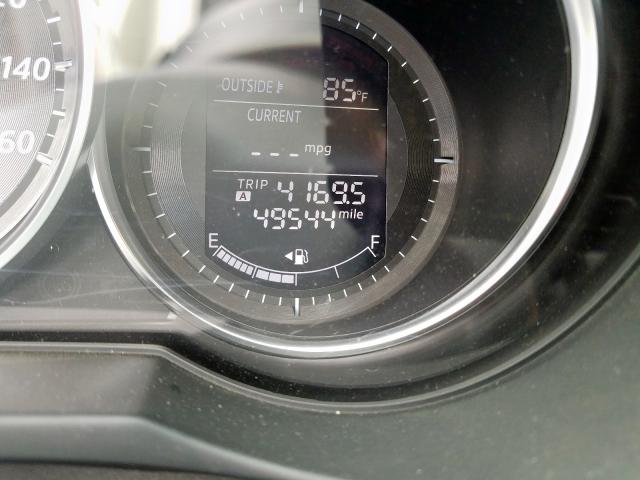 140
60
OUTSIDE 85°F
CURRENT
--- mpg
TRIP A 4169.5
49544 mile
E F